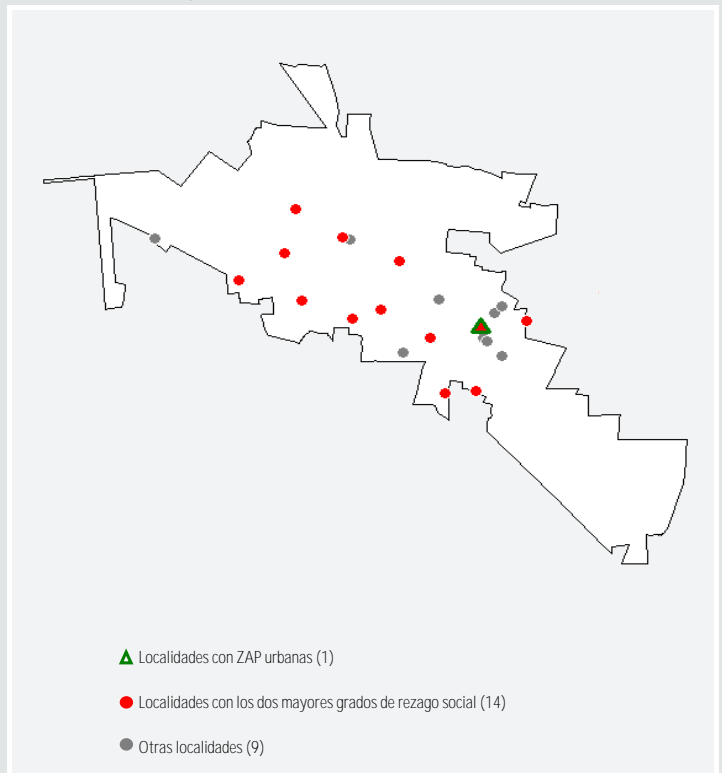 Localidades con ZAP urbanas (1)
Localidades con los dos mayores grados de rezago social (14)
Otras localidades (9)